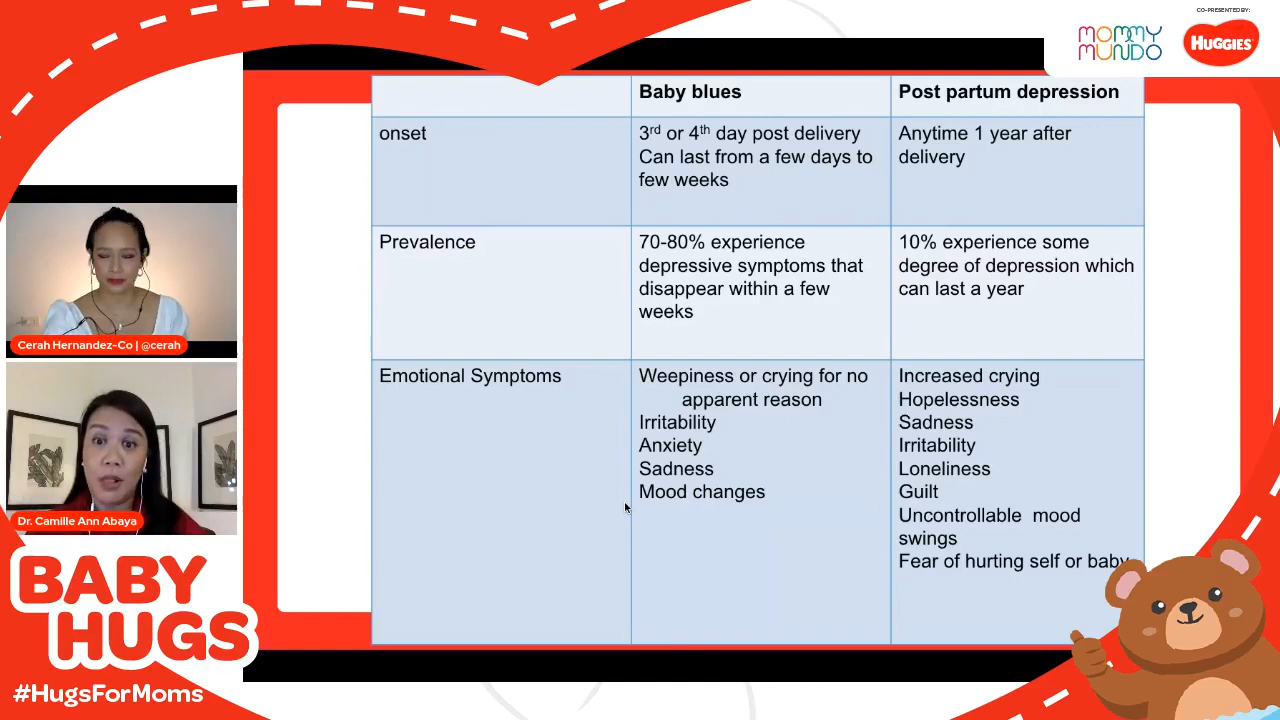 CO-PRESENTED BY:
MOMMY
MUNDO
HUGGIES
Baby blues
Post partum depression
onset
3rd or 4th day post delivery
Can last from a few days to
few weeks
Anytime 1 year after
delivery
Prevalence
70-80% experience
depressive symptoms that
disappear within a few
weeks
10% experience some
degree of depression which
can last a year
Emotional Symptoms
Weepiness or crying for no
apparent reason
Irritability
Anxiety
Sadness
Mood changes
Increased crying
Hopelessness
Sadness
Irritability
Loneliness
Guilt
Uncontrollable mood
swings
Fear of hurting self or baby
Cerah Hernandez-Co | @cerah
Dr. Camille Ann Abaya
BABY
HUGS
#HugsForMoms